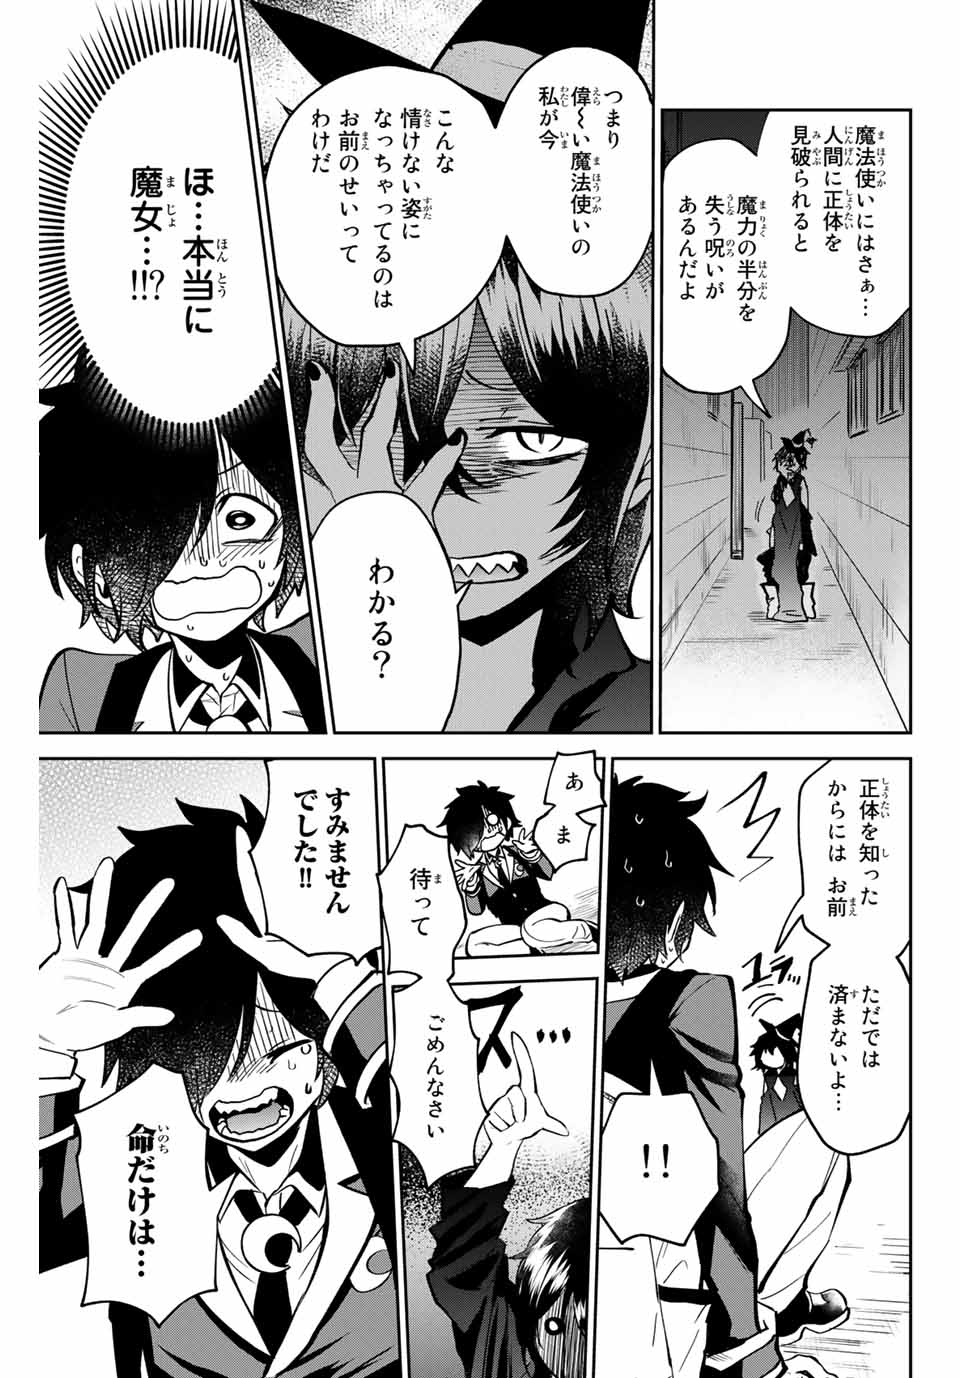 魔法使いにはさぁ…
人間に正体を
見破られると
魔力の半分を
失う呪いが
あるんだよ
つまり
偉〜い魔法使いの
私が今
こんな
情けない姿に
なっちゃってるのは
お前のせいって
わけだ
わかる？
ほ…本当に
魔女…!!?
正体を知った
からには お前
ただでは
済まないよ…
ユラ…
!!
あ
ま
待って
ス…
ごめんなさい
すみません
でした!!
命だけは…